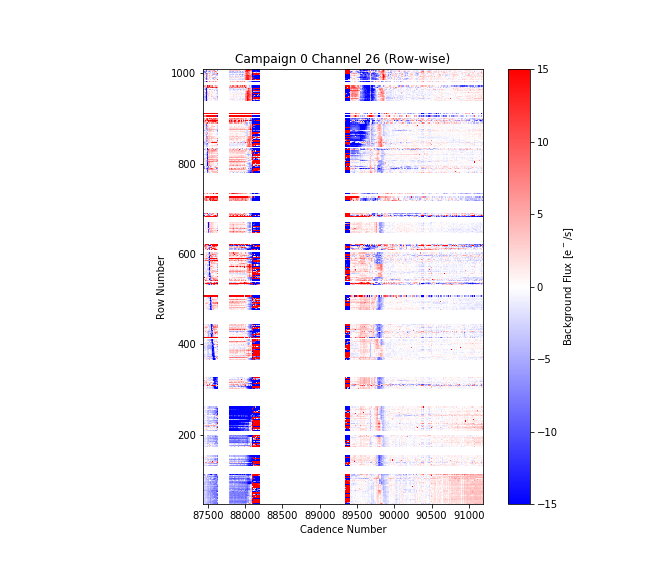 Campaign 0 Channel 26 (Row-wise)
1000
800
600
400
200
Row Number
87500 88000 88500 89000 89500 90000 90500 91000
Cadence Number
15
10
5
0
−5
−10
−15
Background Flux [e⁻/s]